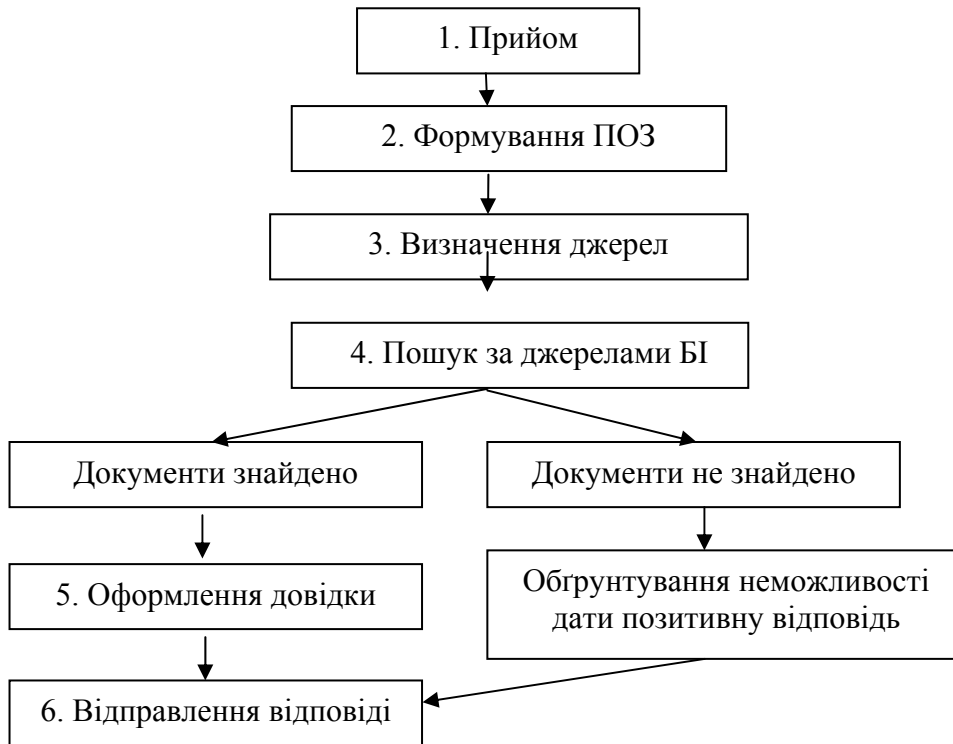 1. Прийом
2. Формування ПОЗ
3. Визначення джерел
4. Пошук за джерелами БІ
Документи знайдено
Документи не знайдено
5. Оформлення довідки
Обґрунтування неможливості
дати позитивну відповідь
6. Відправлення відповіді